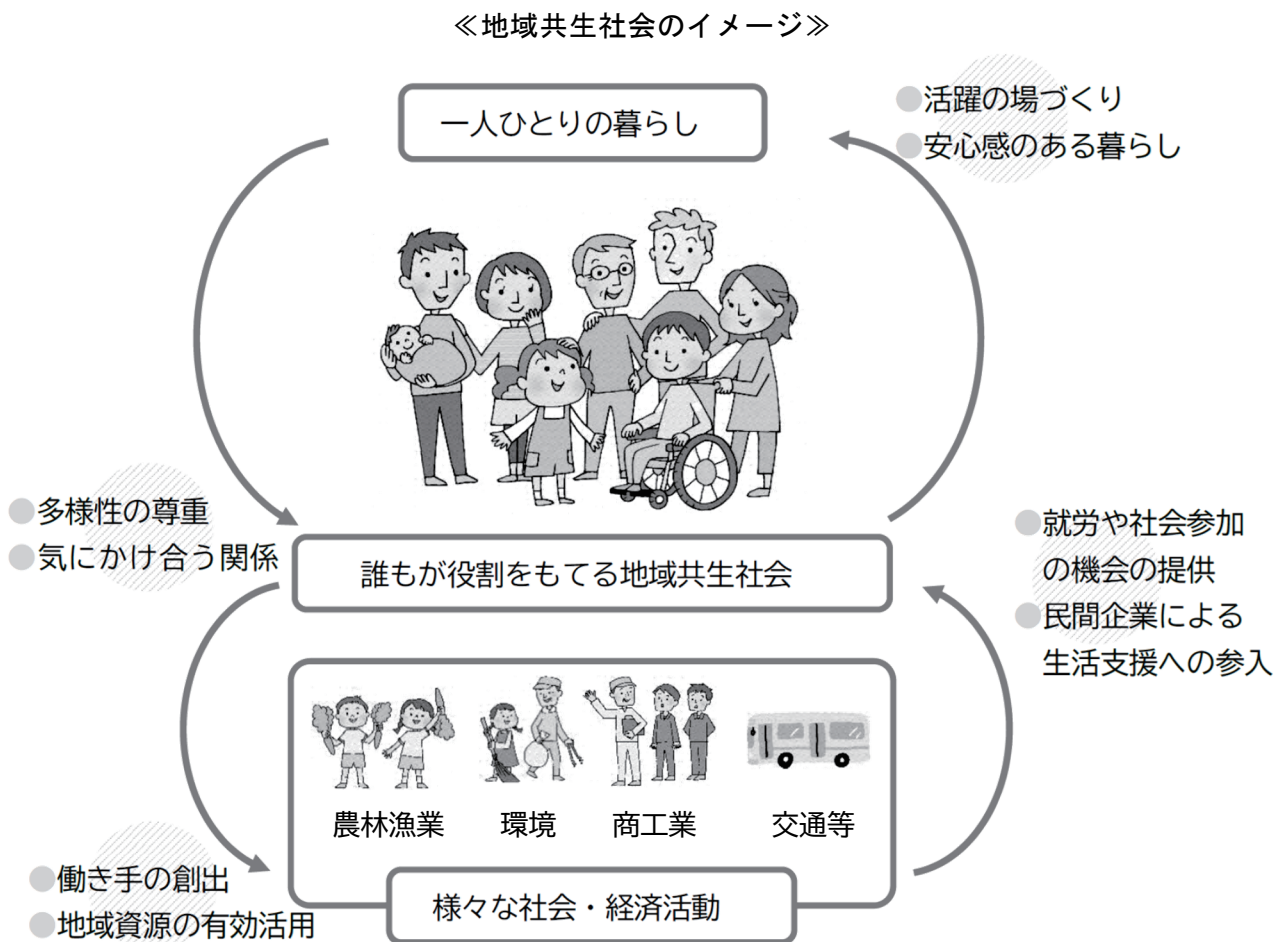 ≪地域共生社会のイメージ≫
一人ひとりの暮らし
●活躍の場づくり
●安心感のある暮らし
●多様性の尊重
●気にかけ合う関係
誰もが役割をもてる地域共生社会
●就労や社会参加
の機会の提供
●民間企業による
生活支援への参入
農林漁業 環境 商工業 交通等
●働き手の創出
●地域資源の有効活用
様々な社会・経済活動